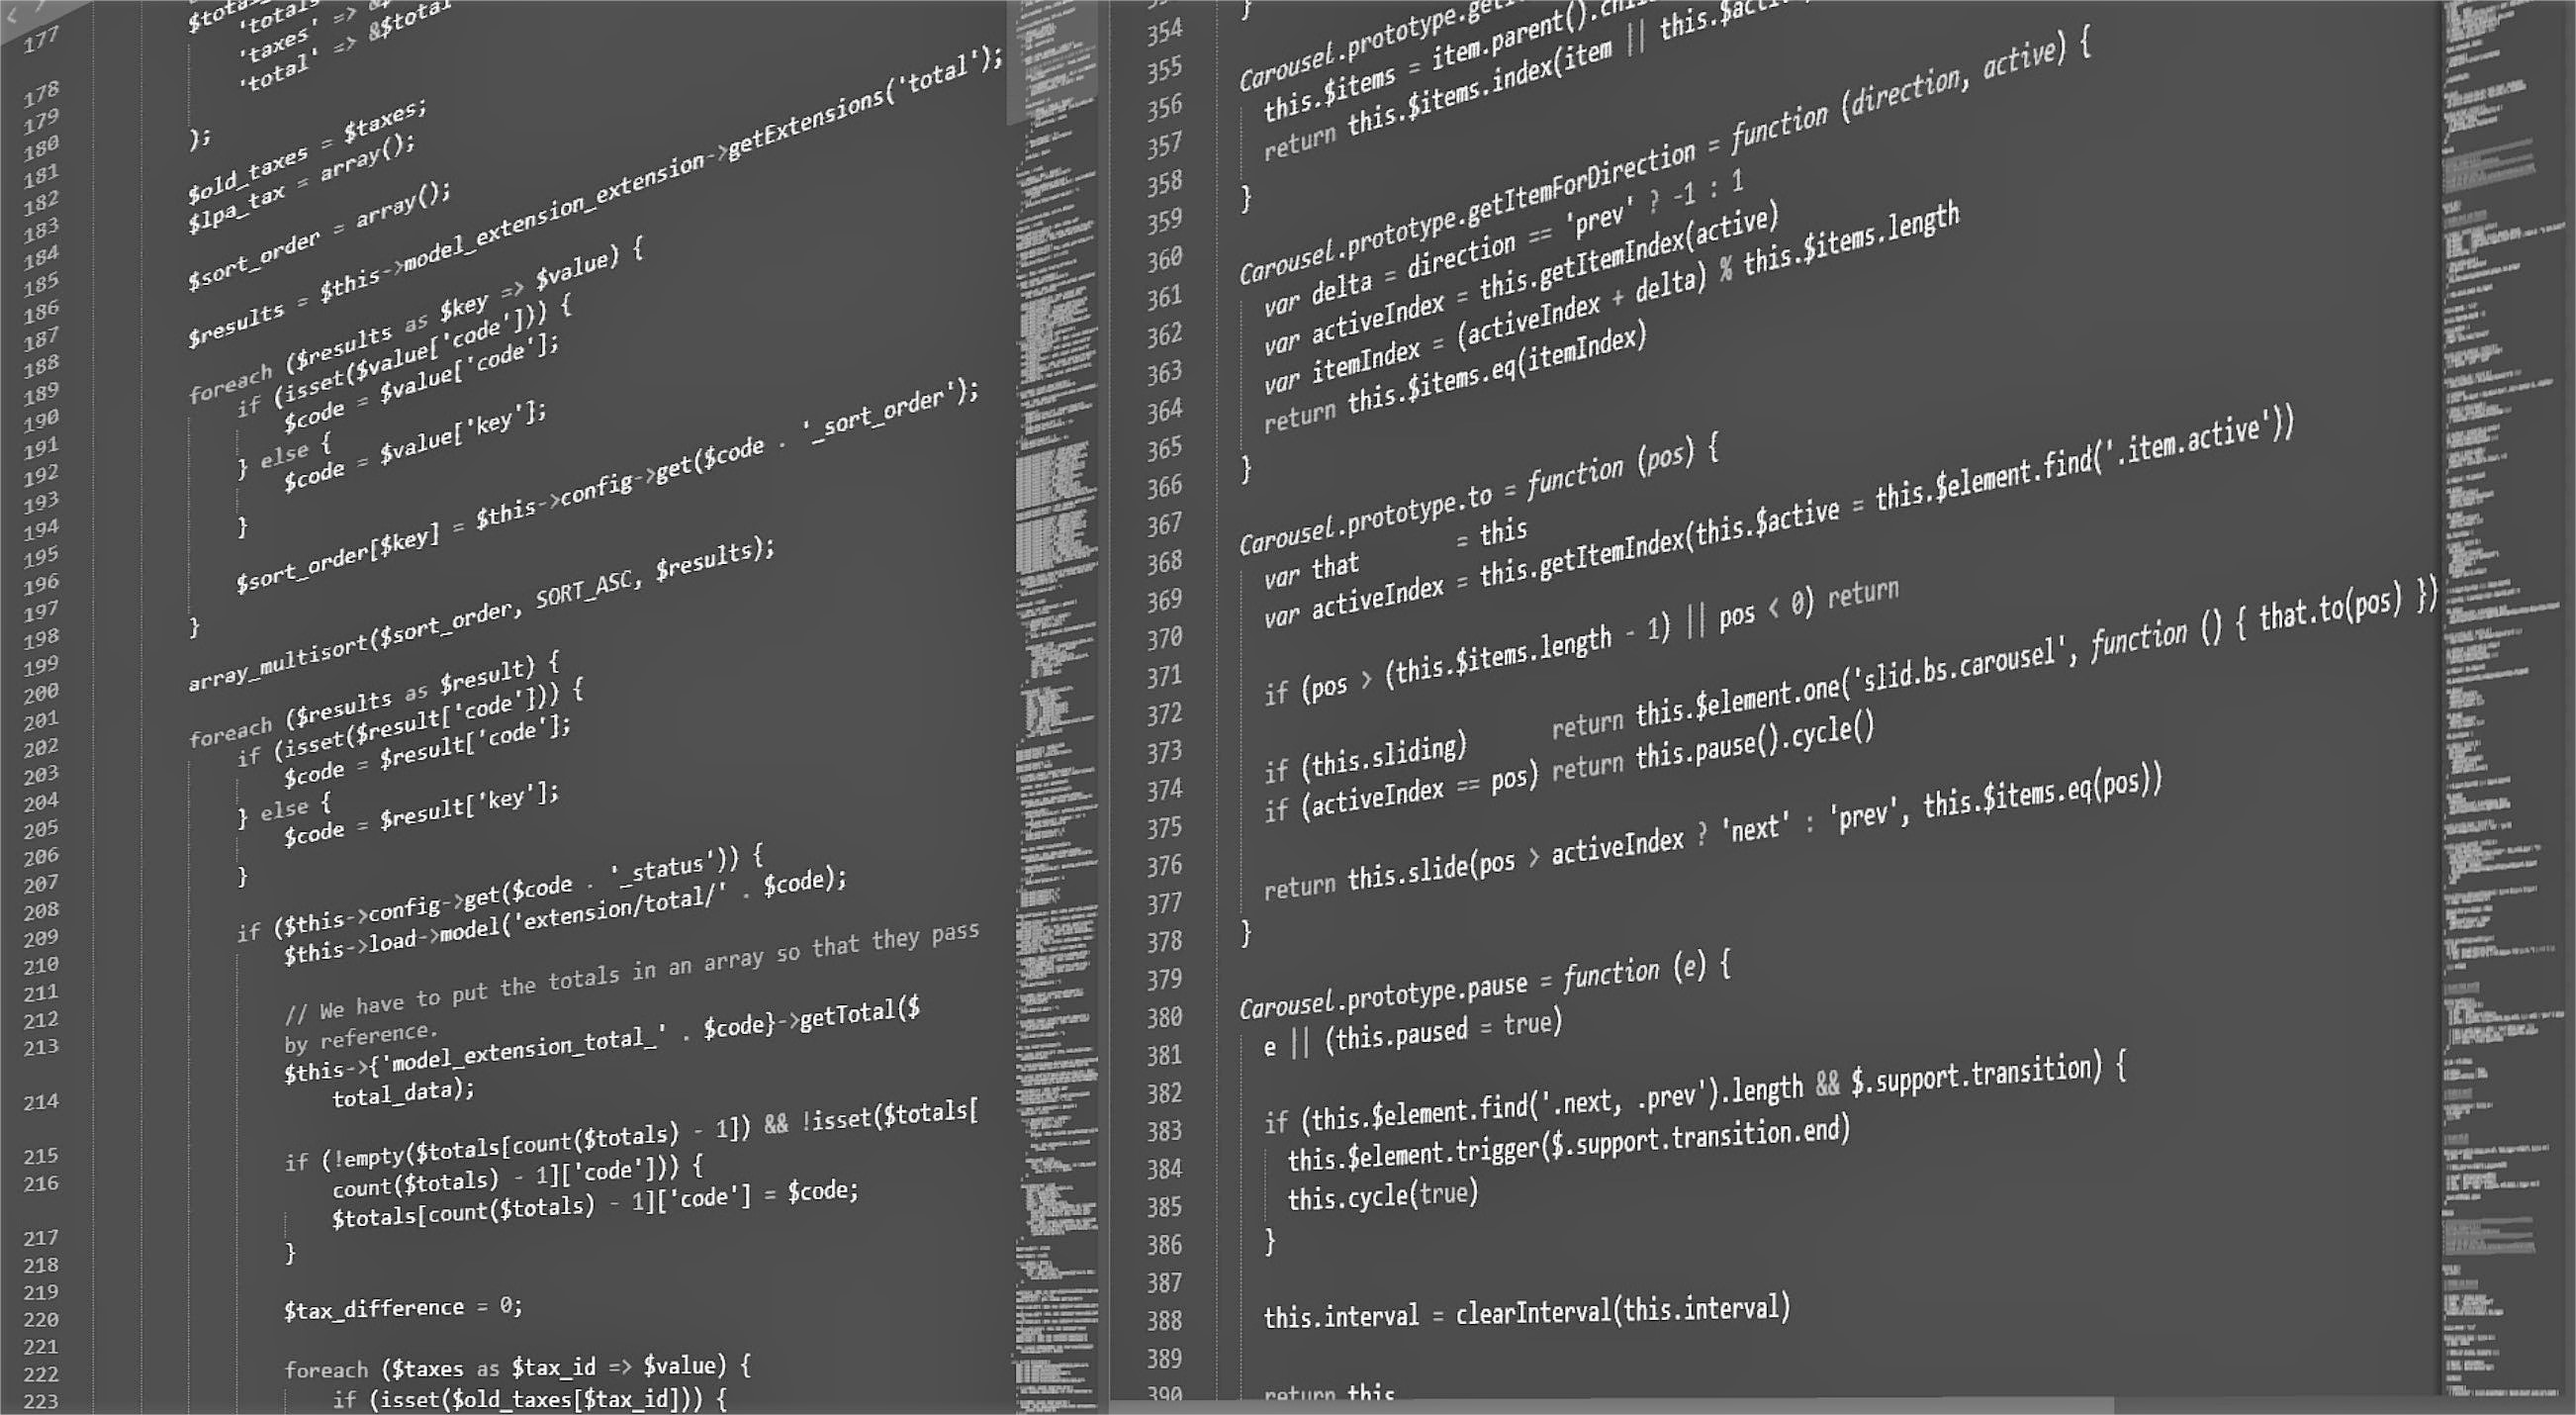 177
178
179
180
181
182
183
184
185
186
187
188
189
190
191
192
193
194
195
196
197
198
199
200
201
202
203
204
205
206
207
208
209
210
211
212
213
214
215
216
217
218
219
220
221
222
223
'taxes' =>
'total' => &$total
);
$old_taxes = $taxes;
$lpa_tax = array();
$sort_order = array();
$results = $this->model_extension_extension->getExtensions('total');
foreach ($results as $key => $value) {
if (isset($value['code'])) {
$code = $value['code'];
} else {
$code = $value['key'];
}
$sort_order[$key] = $this->config->get($code . '_sort_order');
}
array_multisort($sort_order, SORT_ASC, $results);
foreach ($results as $result) {
if (isset($result['code'])) {
$code = $result['code'];
} else {
$code = $result['key'];
}
if ($this->config->get($code . '_status')) {
$this->load->model('extension/total/' . $code);
// We have to put the totals in an array so that they pass
by reference.
$this->{'model_extension_total_' . $code}->getTotal($
total_data);
if (!empty($totals[count($totals) - 1]) && !isset($totals[
count($totals) - 1]['code'])) {
$totals[count($totals) - 1]['code'] = $code;
}
$tax_difference = 0;
foreach ($taxes as $tax_id => $value) {
if (isset($old_taxes[$tax_id])) {
354
355
356
357
358
359
360
361
362
363
364
365
366
367
368
369
370
371
372
373
374
375
376
377
378
379
380
381
382
383
384
385
386
387
388
389
390
}
this.$items = item.parent().
return this.$items.index(item || this.
}
Carousel.prototype.getItemForDirection = function (direction, active) {
var delta = direction == 'prev' ? -1 : 1
var activeIndex = this.getItemIndex(active)
var itemIndex = (activeIndex + delta) % this.$items.length
return this.$items.eq(itemIndex)
}
Carousel.prototype.to = function (pos) {
var that = this
var activeIndex = this.getItemIndex(this.$active = this.$element.find('.item.active'))
if (pos > (this.$items.length - 1) || pos < 0) return
if (this.sliding) return this.$element.one('slid.bs.carousel', function () { that.to(pos) })
if (activeIndex == pos) return this.pause().cycle()
return this.slide(pos > activeIndex ? 'next' : 'prev', this.$items.eq(pos))
}
Carousel.prototype.pause = function (e) {
e || (this.paused = true)
if (this.$element.find('.next, .prev').length && $.support.transition) {
this.$element.trigger($.support.transition.end)
this.cycle(true)
}
this.interval = clearInterval(this.interval)
return this